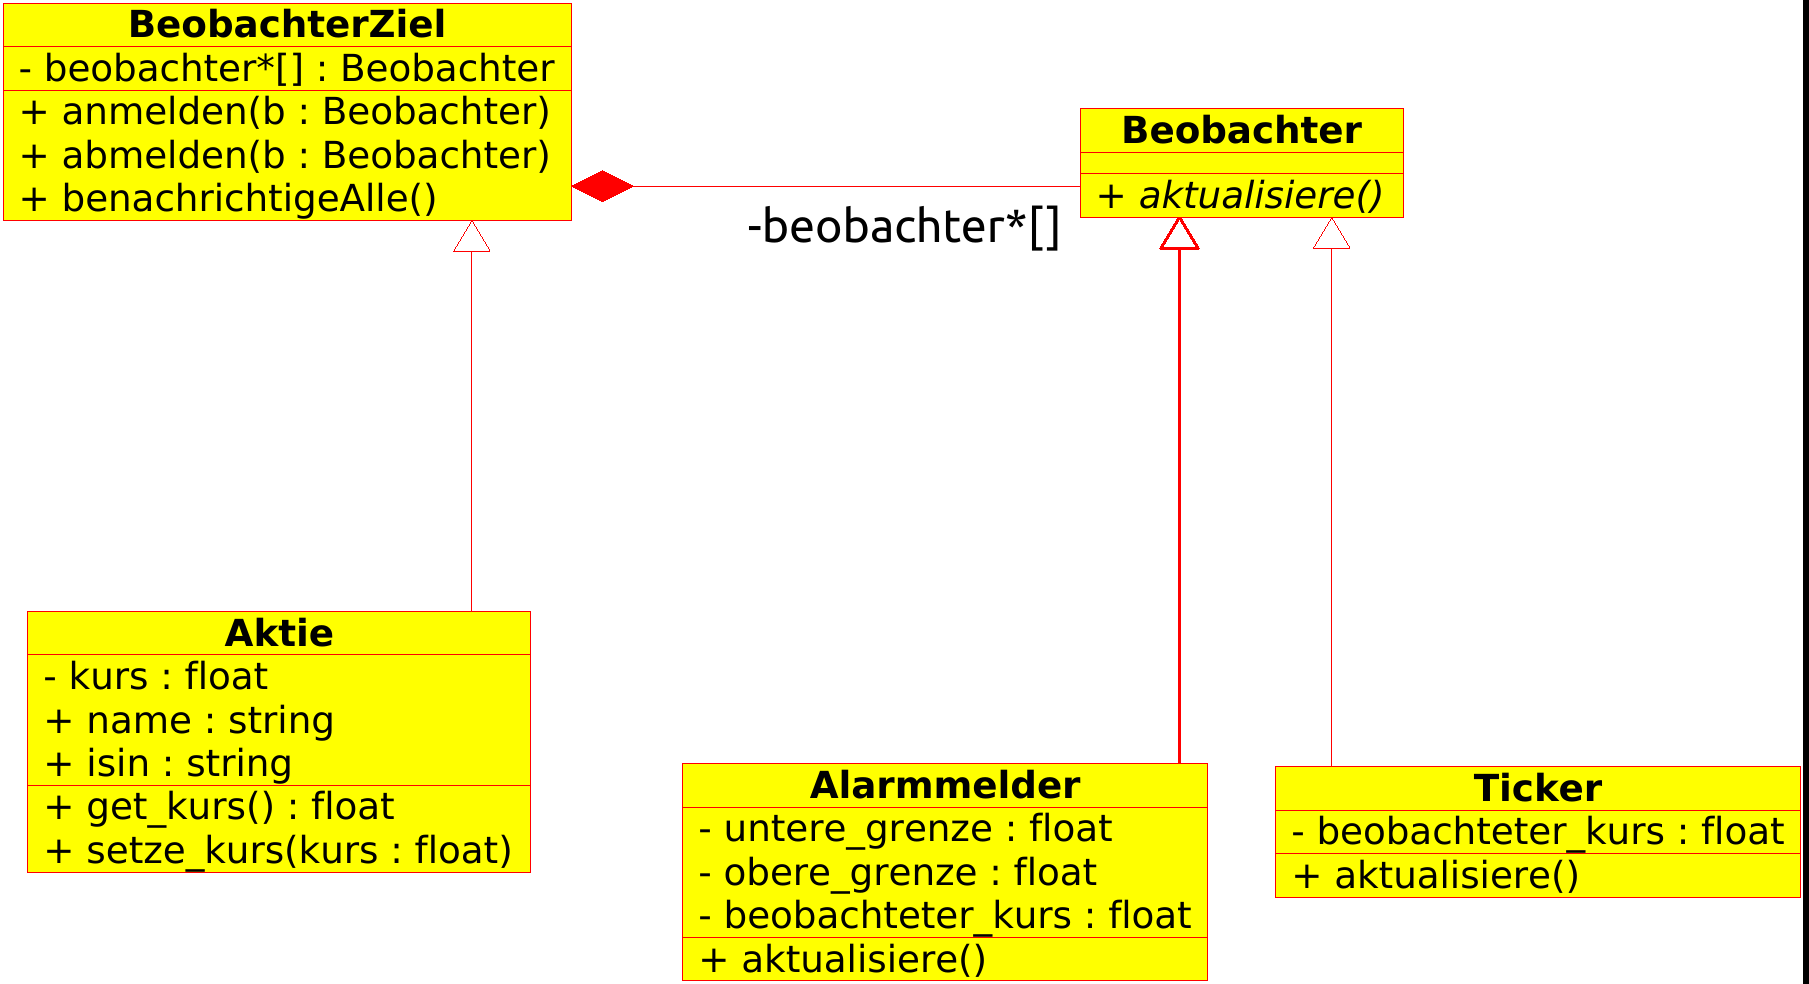 BeobachterZiel
- beobachter*[] : Beobachter
+ anmelden(b : Beobachter)
+ abmelden(b : Beobachter)
+ benachrichtigeAlle()
-beobachter*[]
Beobachter
+ aktualisiere()
Aktie
- kurs : float
+ name : string
+ isin : string
+ get_kurs() : float
+ setze_kurs(kurs : float)
Alarmmelder
- untere_grenze : float
- obere_grenze : float
- beobachteter_kurs : float
+ aktualisiere()
Ticker
- beobachteter_kurs : float
+ aktualisiere()